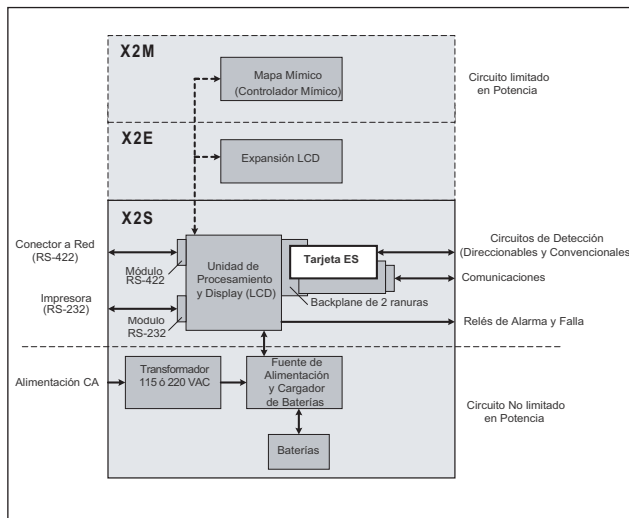 X2M
Mapa Mímico
(Controlador Mímico)
Circuito limitado
en Potencia
X2E
Expansión LCD
X2S
Conector a Red
(RS-422)
Módulo
RS-422
Unidad de
Procesamiento
y Display (LCD)
Tarjeta ES
Backplane de 2 ranuras
Circuitos de Detección
(Direccionables y Convencionales
Comunicaciones
Impresora
(RS-232)
Módulo
RS-232
Relés de Alarma y Falla
Alimentación CA
Transformador
115 ó 220 VAC
Fuente de
Alimentación
y Cargador
de Baterías
Baterías
Circuito No limitado
en Potencia